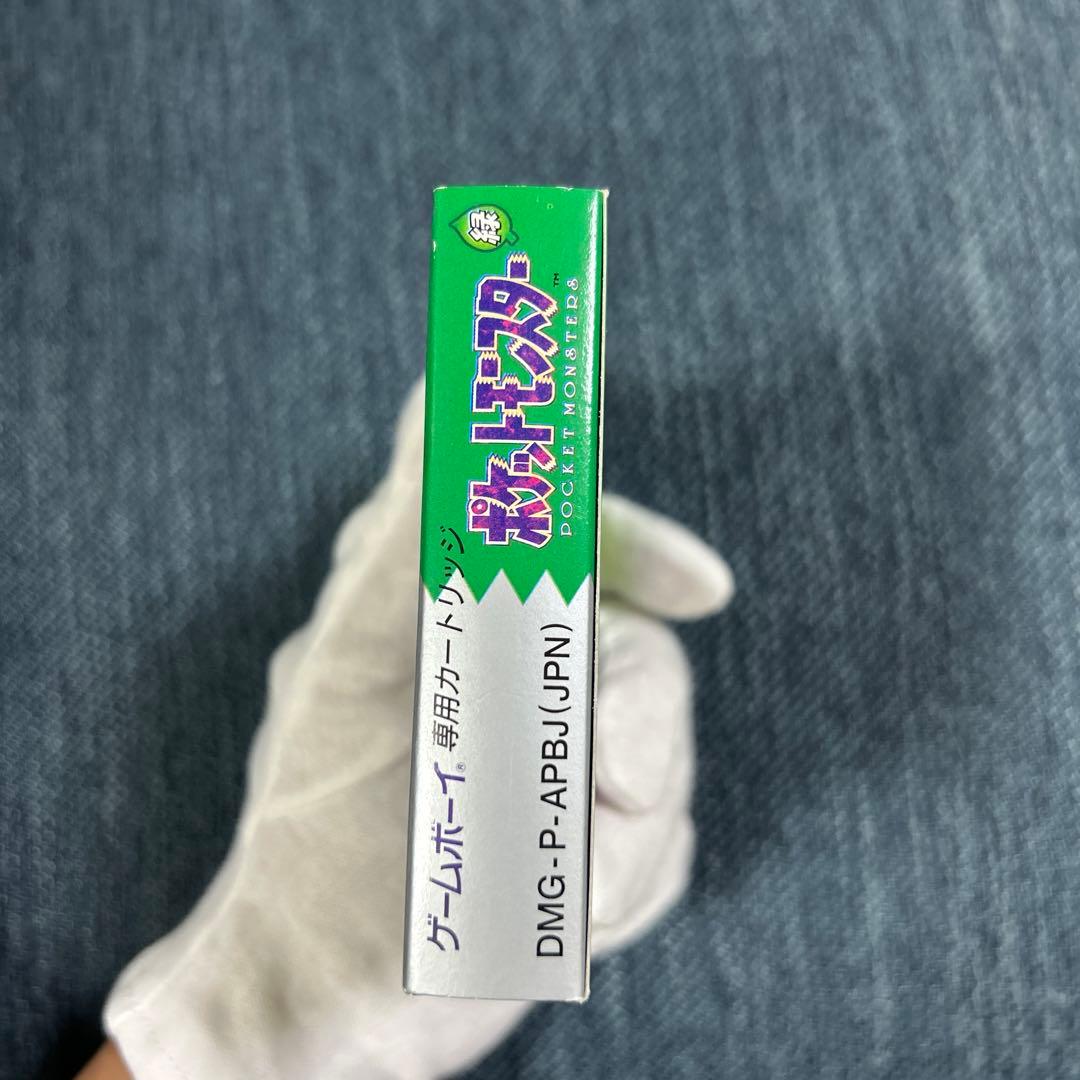 ゲームボーイ® 専用カートリッジ
ポケットモンスター
緑
POCKET MONSTERS™
DMG-P-APBJ(JPN)